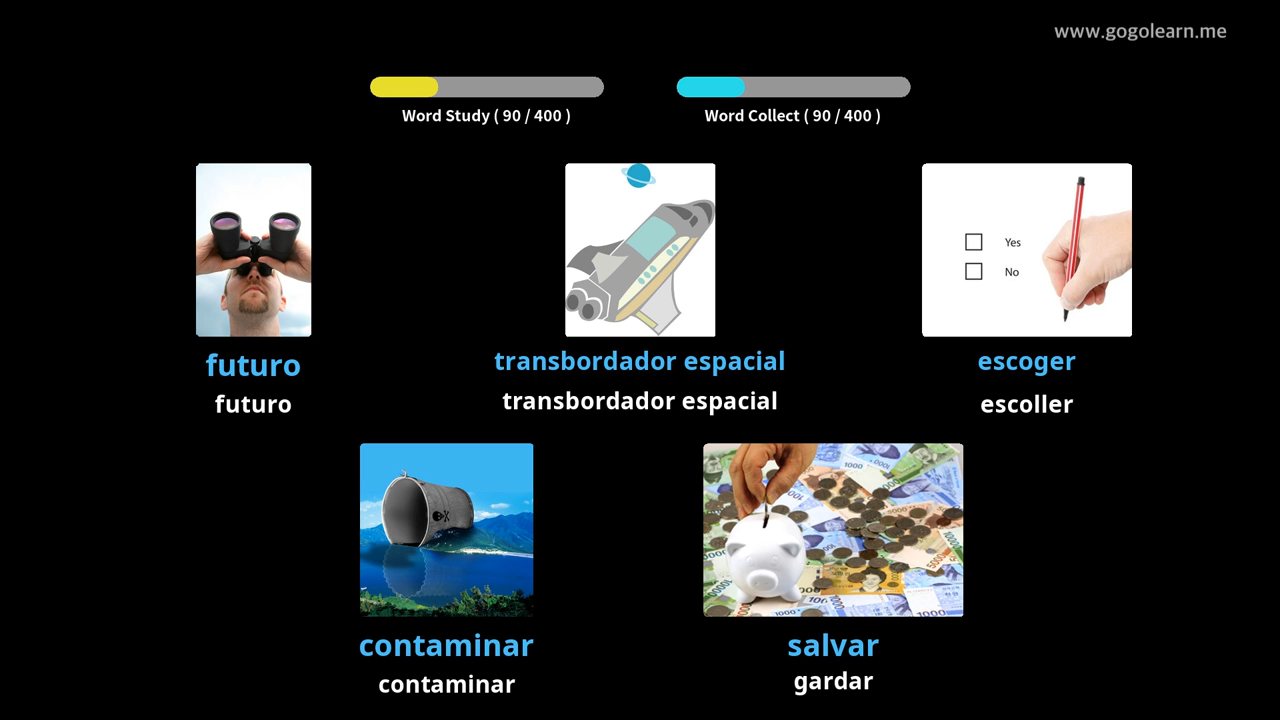 www.gogolearn.me
Word Study ( 90 / 400 )
Word Collect ( 90 / 400 )
Yes
No
futuro
futuro
transbordador espacial
transbordador espacial
escoger
escoller
contaminar
contaminar
salvar
gardar